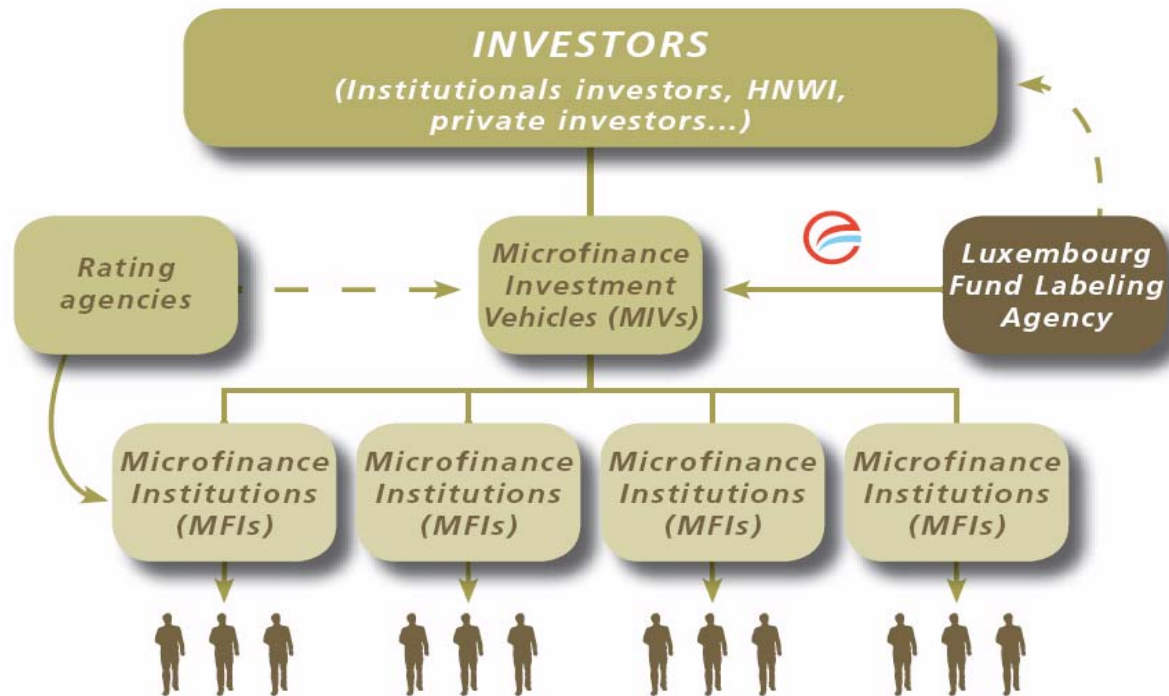 INVESTORS
(Institutionals investors, HNWI,
private investors...)
Rating
agencies
Microfinance
Investment
Vehicles (MIVs)
Luxembourg
Fund Labeling
Agency
Microfinance
Institutions
(MFIs)
Microfinance
Institutions
(MFIs)
Microfinance
Institutions
(MFIs)
Microfinance
Institutions
(MFIs)